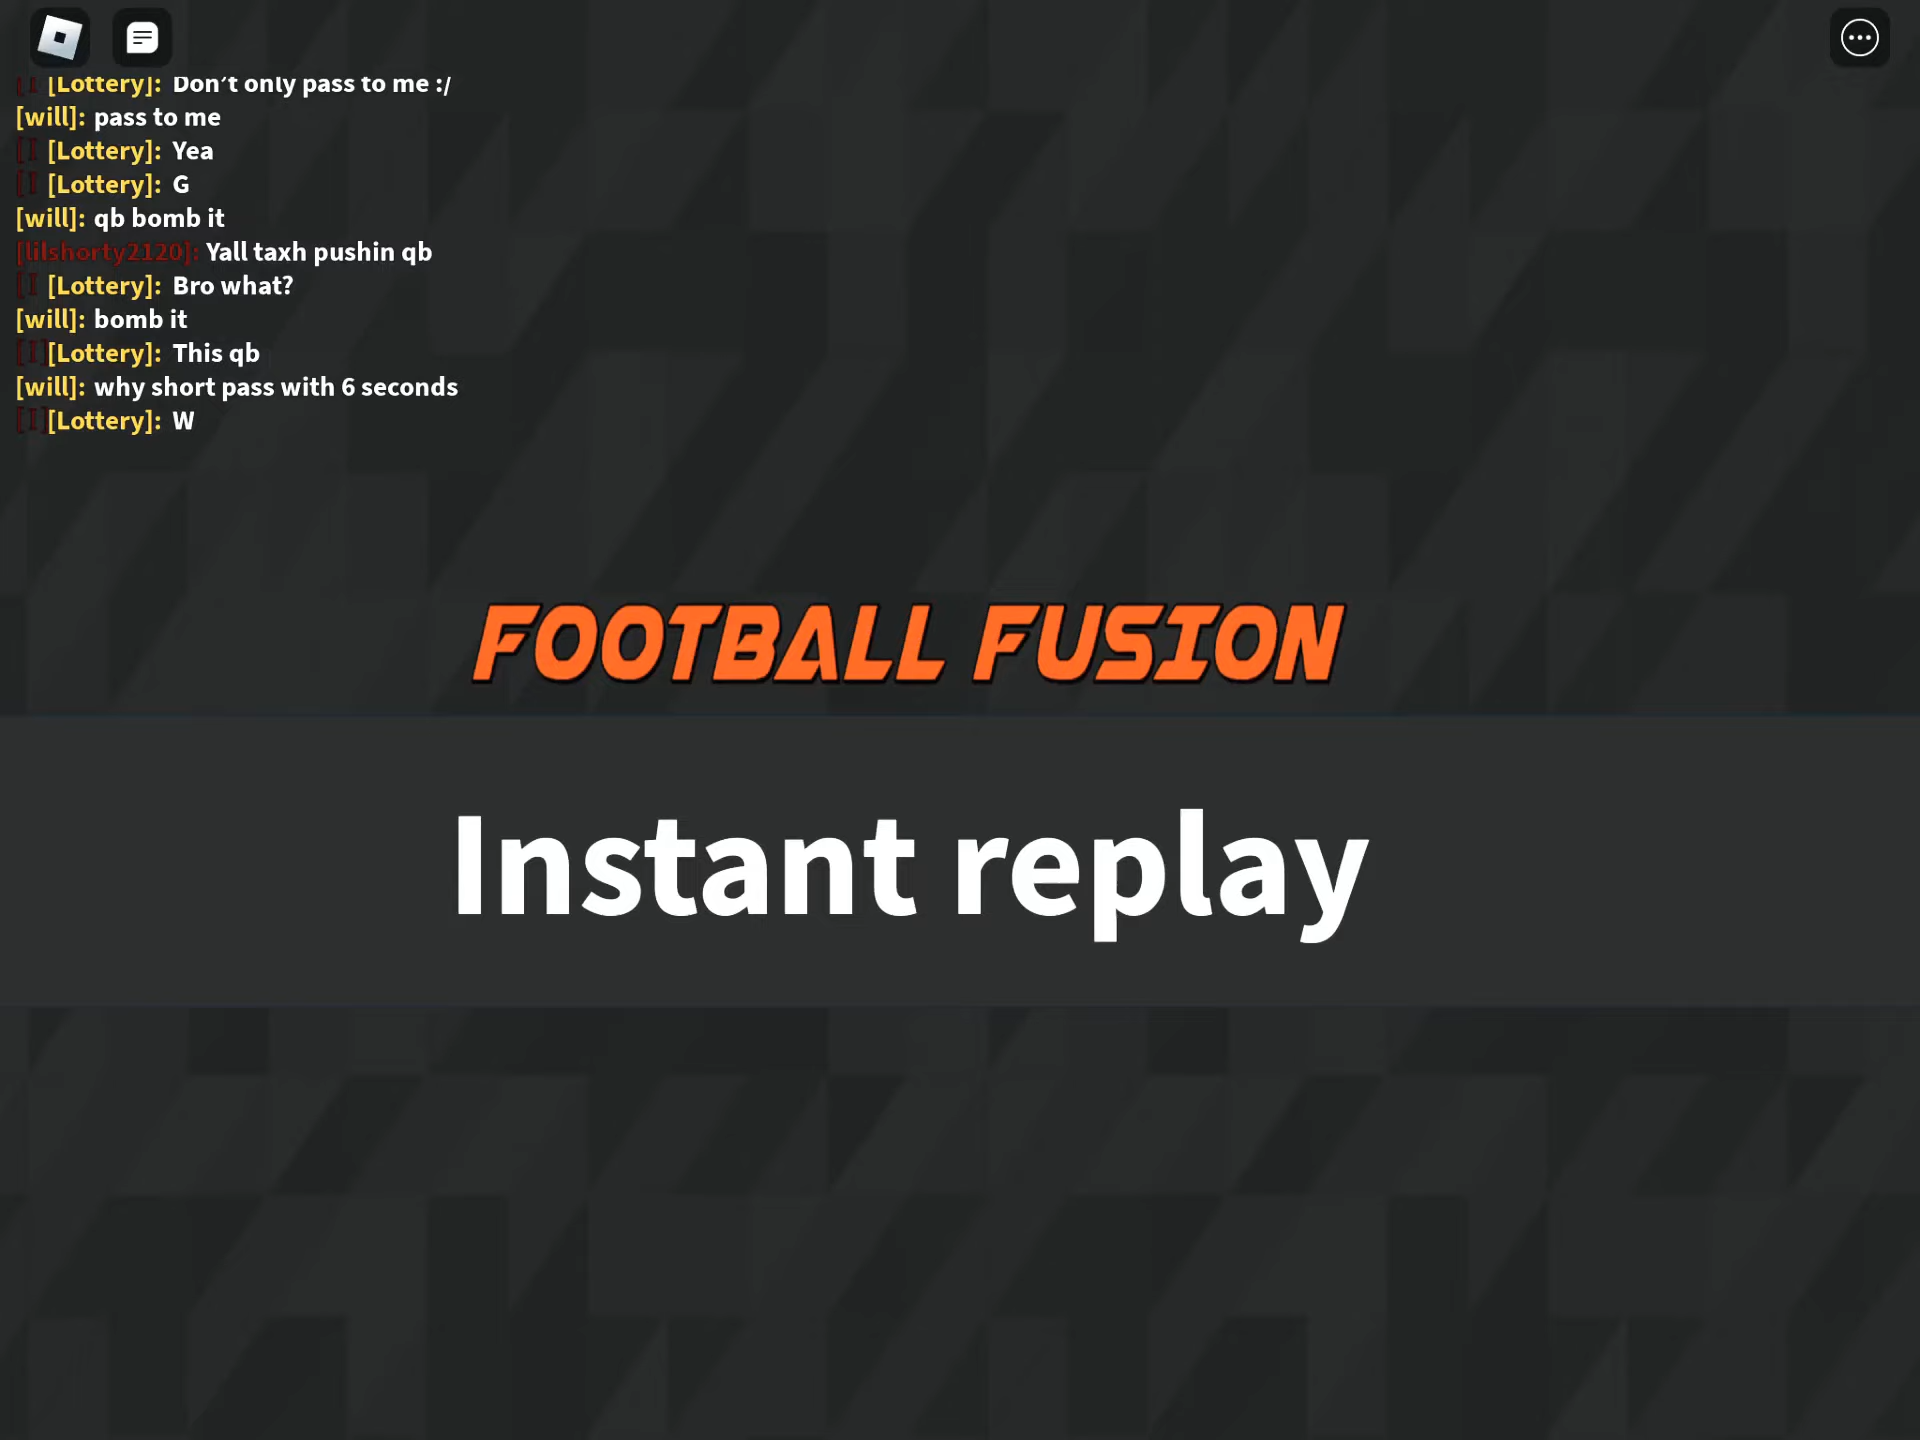 [I [Lottery]: Don't only pass to me :/
[will]: pass to me
[I [Lottery]: Yea
[I [Lottery]: G
[will]: qb bomb it
[lilshorty2120]: Yall taxh pushin qb
[I [Lottery]: Bro what?
[will]: bomb it
[I][Lottery]: This qb
[will]: why short pass with 6 seconds
[I][Lottery]: W
FOOTBALL FUSION
Instant replay